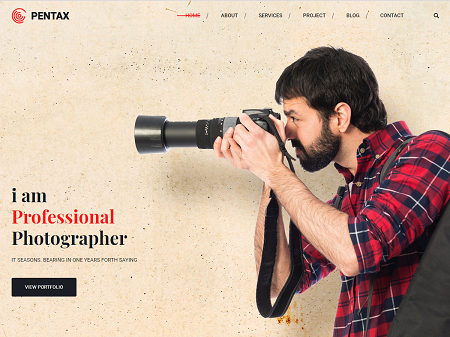 PENTAX
HOME / ABOUT / SERVICES / PROJECT / BLOG / CONTACT
i am
Professional
Photographer
IT SEASONS. BEARING IN ONE YEARS FORTH SAYING
VIEW PORTFOLIO